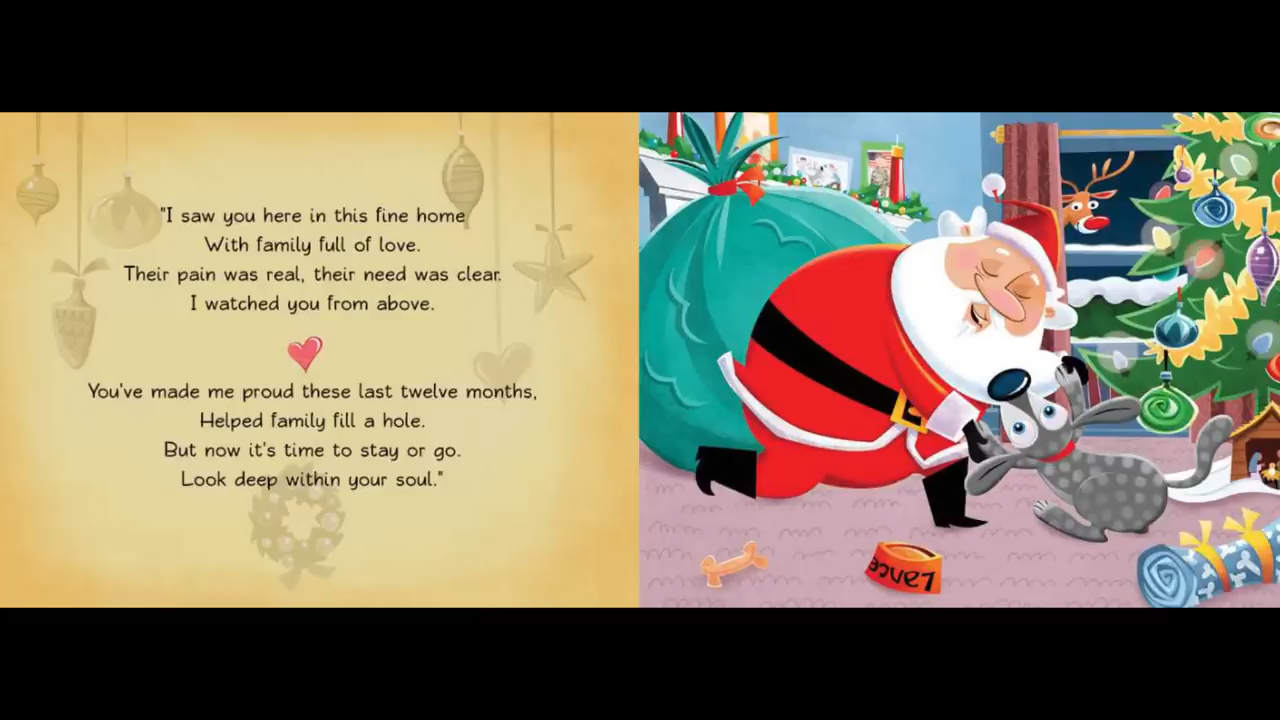 "I saw you here in this fine home
With family full of love.
Their pain was real, their need was clear.
I watched you from above.
You've made me proud these last twelve months,
Helped family fill a hole.
But now it's time to stay or go.
Look deep within your soul."
Lance